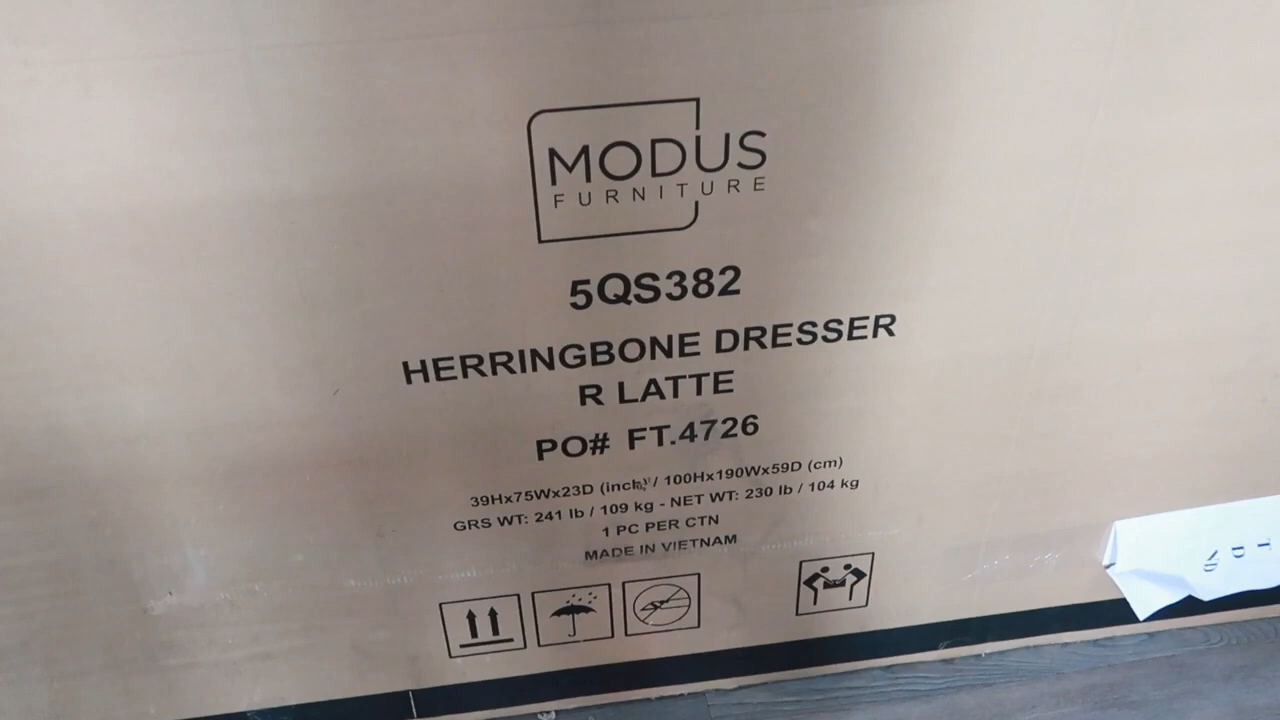 MODUS
FURNITURE
5QS382
HERRINGBONE DRESSER
R LATTE
PO# FT.4726
39Hx75Wx23D (inch) / 100Hx190Wx59D (cm)
GRS WT: 241 lb / 109 kg - NET WT: 230 lb / 104 kg
1 PC PER CTN
MADE IN VIETNAM